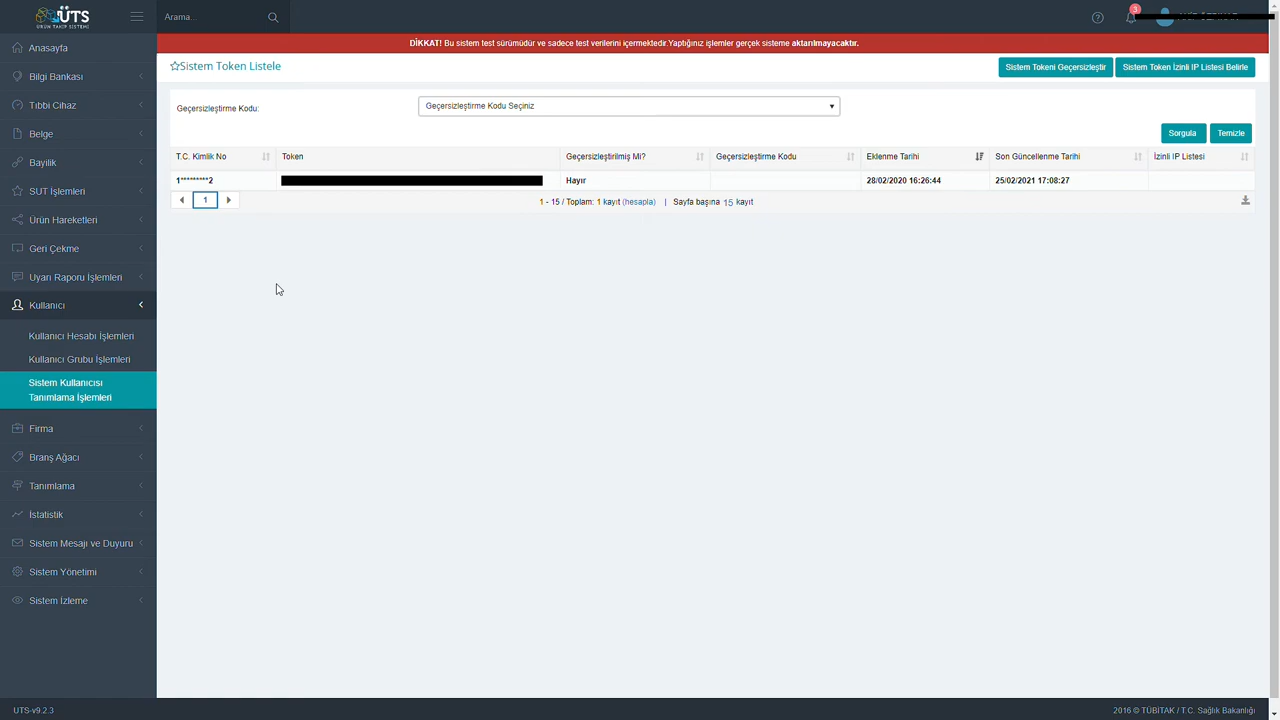 ÜTS
ÜRÜN TAKİP SİSTEMİ
Arama...
3
DİKKAT! Bu sistem test sürümüdür ve sadece test verilerini içermektedir.Yaptığınız işlemler gerçek sisteme aktarılmayacaktır.
Anasayfa
Bilgi Bankası
Tıbbi Cihaz
Belge
Bayilik
SUT İşlemleri
Ürün Hareketleri
Geri Çekme
Uyarı Raporu İşlemleri
Kullanıcı
Kullanıcı Hesabı İşlemleri
Kullanıcı Grubu İşlemleri
Sistem Kullanıcısı
Tanımlama İşlemleri
Firma
Branş Ağacı
Tanımlama
İstatistik
Sistem Mesajı ve Duyuru
Sistem Yönetimi
Sistem İzleme
UTS-v9.2.3
Sistem Token Listele
Sistem Tokeni Geçersizleştir
Sistem Token İzinli IP Listesi Belirle
Geçersizleştirme Kodu:
Geçersizleştirme Kodu Seçiniz
Sorgula
Temizle
T.C. Kimlik No Token Geçersizleştirilmiş Mi? Geçersizleştirme Kodu Eklenme Tarihi Son Güncellenme Tarihi İzinli IP Listesi
1*********2 Hayır 28/02/2020 16:26:44 25/02/2021 17:08:27
1 1 - 15 / Toplam: 1 kayıt (hesapla) | Sayfa başına 15 kayıt
2016 © TÜBİTAK / T.C. Sağlık Bakanlığı